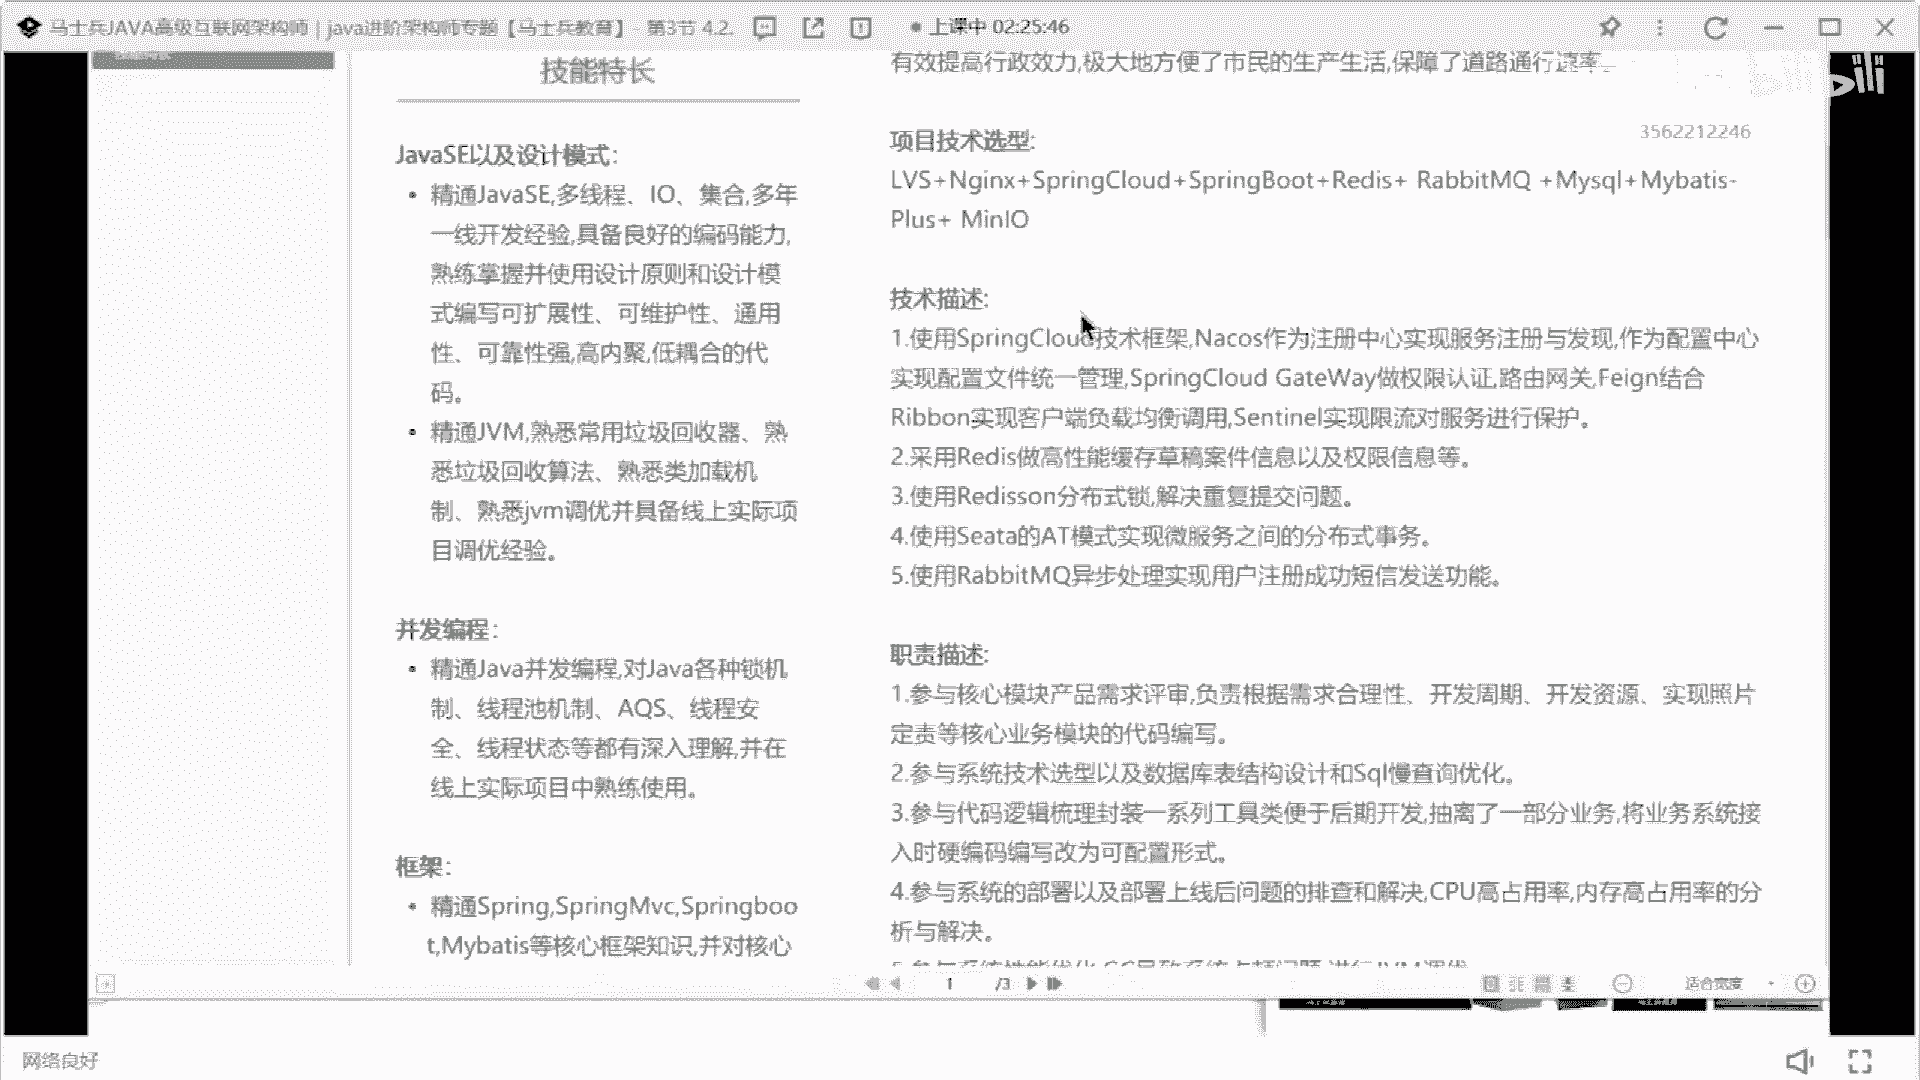 马士兵JAVA高级互联网架构师｜java进阶架构师专题【马士兵教育】 - 第3节 4.2.
上课中 02:25:46
技能特长
JavaSE以及设计模式：
• 精通JavaSE,多线程、IO、集合,多年
一线开发经验,具备良好的编码能力,
熟练掌握并使用设计原则和设计模
式编写可扩展性、可维护性、通用
性、可靠性强,高内聚,低耦合的代
码。
• 精通JVM,熟悉常用垃圾回收器、熟
悉垃圾回收算法、熟悉类加载机
制、熟悉jvm调优并具备线上实际项
目调优经验。
并发编程：
• 精通Java并发编程,对Java各种锁机
制、线程池机制、AQS、线程安
全、线程状态等都有深入理解,并在
线上实际项目中熟练使用。
框架：
• 精通Spring,SpringMvc,Springboo
t,Mybatis等核心框架知识,并对核心
有效提高行政效力,极大地方便了市民的生产生活,保障了道路通行速率。
bilibili
3562212246
项目技术选型:
LVS+Nginx+SpringCloud+SpringBoot+Redis+ RabbitMQ +Mysql+Mybatis-
Plus+ MinIO
技术描述:
1.使用SpringCloud技术框架,Nacos作为注册中心实现服务注册与发现,作为配置中心
实现配置文件统一管理,SpringCloud GateWay做权限认证,路由网关,Feign结合
Ribbon实现客户端负载均衡调用,Sentinel实现限流对服务进行保护。
2.采用Redis做高性能缓存草稿案件信息以及权限信息等。
3.使用Redisson分布式锁,解决重复提交问题。
4.使用Seata的AT模式实现微服务之间的分布式事务。
5.使用RabbitMQ异步处理实现用户注册成功短信发送功能。
职责描述:
1.参与核心模块产品需求评审,负责根据需求合理性、开发周期、开发资源、实现照片
定责等核心业务模块的代码编写。
2.参与系统技术选型以及数据库表结构设计和Sql慢查询优化。
3.参与代码逻辑梳理封装一系列工具类便于后期开发,抽离了一部分业务,将业务系统接
入时硬编码编写改为可配置形式。
4.参与系统的部署以及部署上线后问题的排查和解决,CPU高占用率,内存高占用率的分
析与解决。
5.参与系统性能优化,GC导致系统卡顿问题,进行JVM调优
1 /3
适合宽度
网络良好